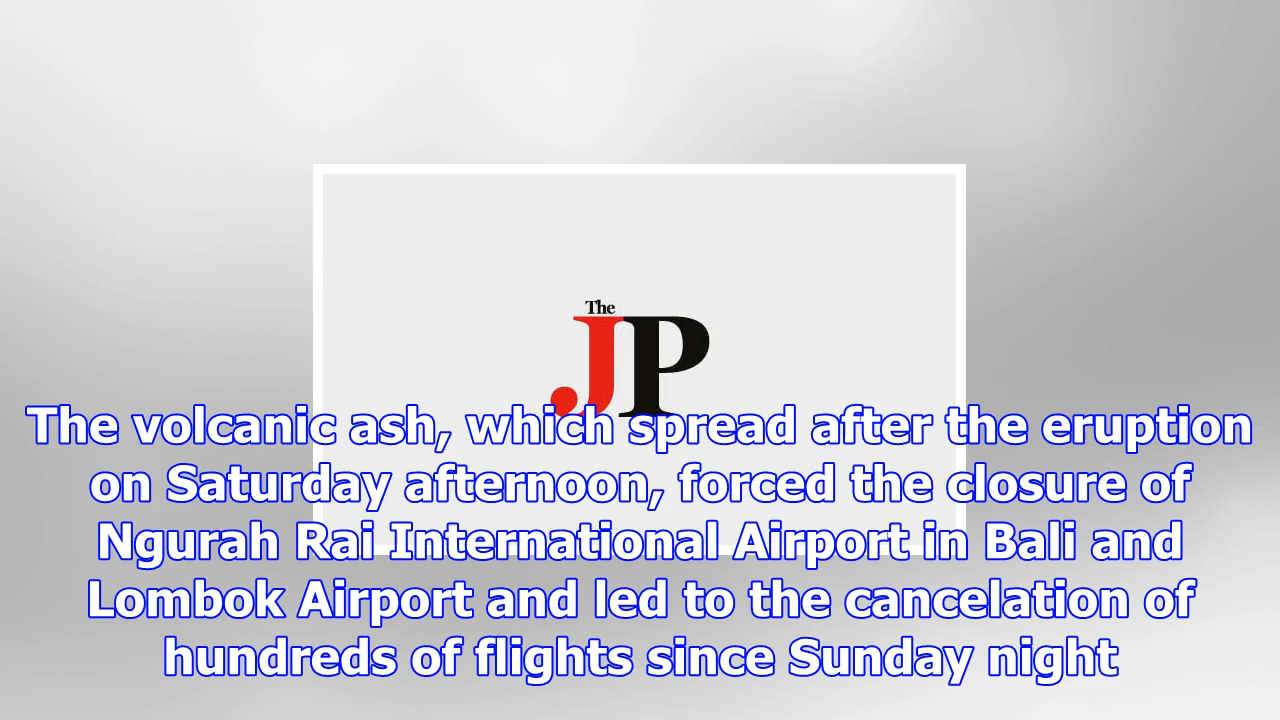 The
JP
The volcanic ash, which spread after the eruption
on Saturday afternoon, forced the closure of
Ngurah Rai International Airport in Bali and
Lombok Airport and led to the cancelation of
hundreds of flights since Sunday night